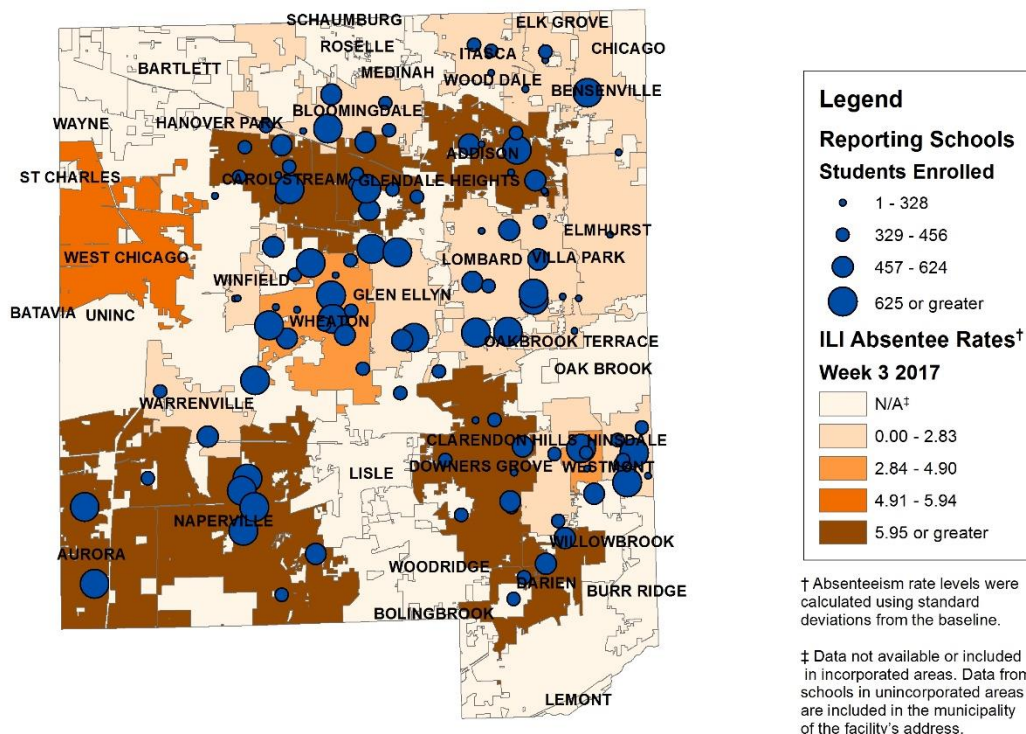 SCHAUMBURG
ELK GROVE
ROSELLE
ITASCA
CHICAGO
BARTLETT
MEDINAH
WOOD DALE
BENSENVILLE
BLOOMINGDALE
WAYNE
HANOVER PARK
ADDISON
ST CHARLES
CAROL STREAM
GLENDALE HEIGHTS
ELMHURST
WEST CHICAGO
LOMBARD
VILLA PARK
WINFIELD
GLEN ELLYN
BATAVIA
UNINC
WHEATON
OAKBROOK TERRACE
OAK BROOK
WARRENVILLE
CLARENDON HILLS
HINSDALE
LISLE
DOWNERS GROVE
WESTMONT
NAPERVILLE
AURORA
WILLOWBROOK
WOODRIDGE
DARIEN
BURR RIDGE
BOLINGBROOK
LEMONT
Legend
Reporting Schools
Students Enrolled
1 - 328
329 - 456
457 - 624
625 or greater
ILI Absentee Rates†
Week 3 2017
N/A‡
0.00 - 2.83
2.84 - 4.90
4.91 - 5.94
5.95 or greater
† Absenteeism rate levels were
calculated using standard
deviations from the baseline.
‡ Data not available or included
in incorporated areas. Data from
schools in unincorporated areas
are included in the municipality
of the facility's address.